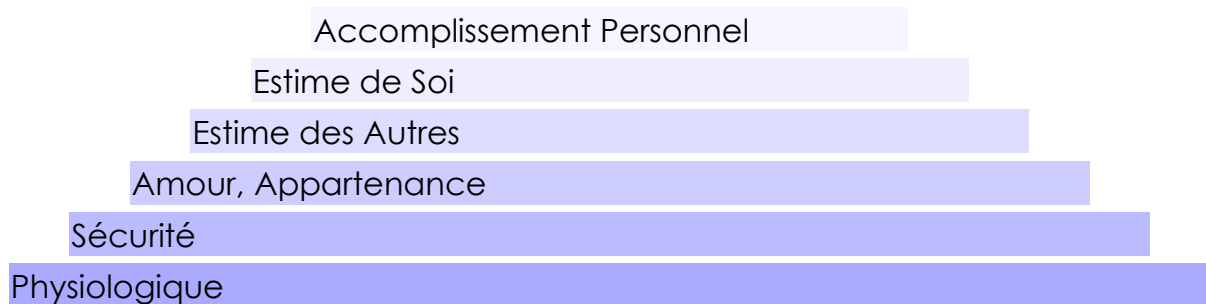 Accomplissement Personnel
Estime de Soi
Estime des Autres
Amour, Appartenance
Sécurité
Physiologique